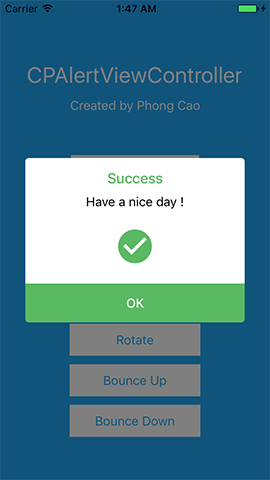 Carrier 1:47 AM
CPAlertViewController
Created by Phong Cao
Success
Have a nice day !
OK
Rotate
Bounce Up
Bounce Down